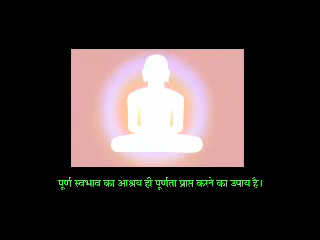 पूर्ण स्वभाव का आश्रय ही पूर्णता प्राप्त करने का उपाय है।